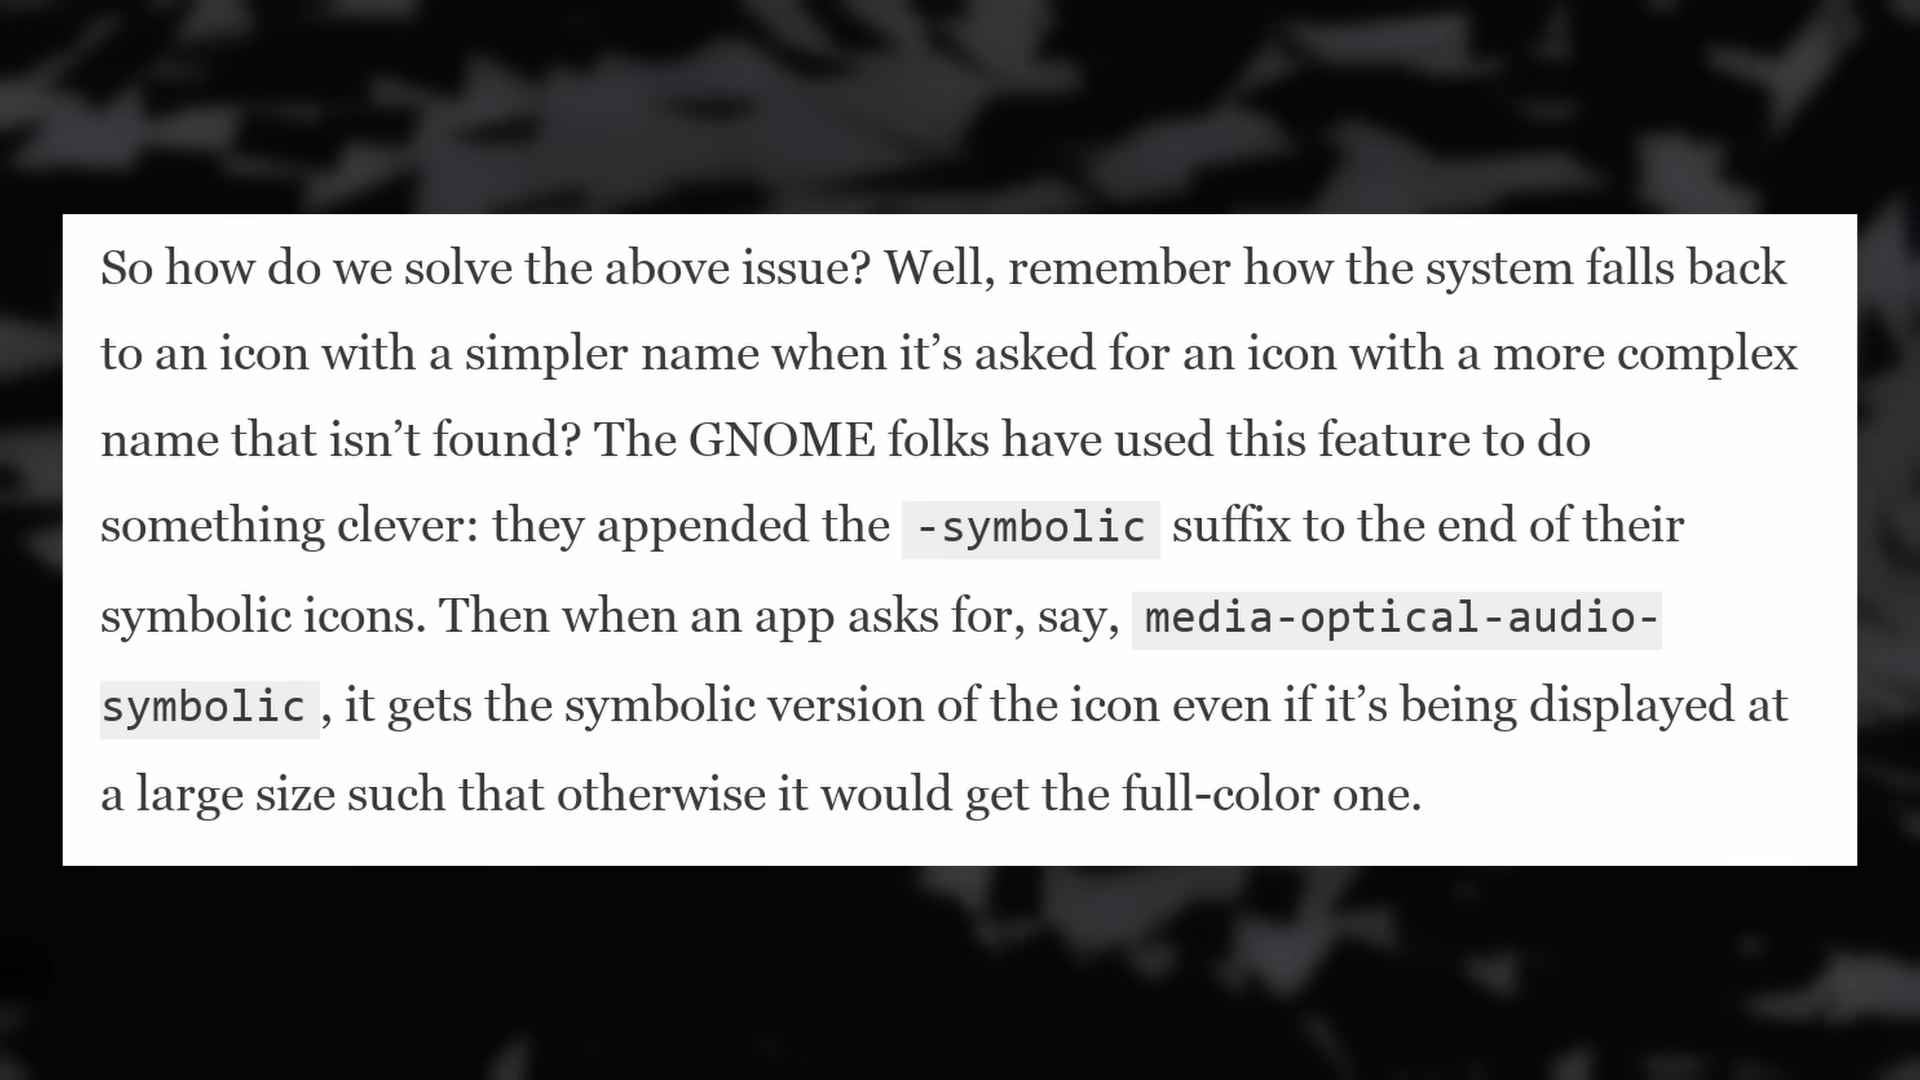 So how do we solve the above issue? Well, remember how the system falls back
to an icon with a simpler name when it’s asked for an icon with a more complex
name that isn’t found? The GNOME folks have used this feature to do
something clever: they appended the -symbolic suffix to the end of their
symbolic icons. Then when an app asks for, say, media-optical-audio-
symbolic, it gets the symbolic version of the icon even if it’s being displayed at
a large size such that otherwise it would get the full-color one.